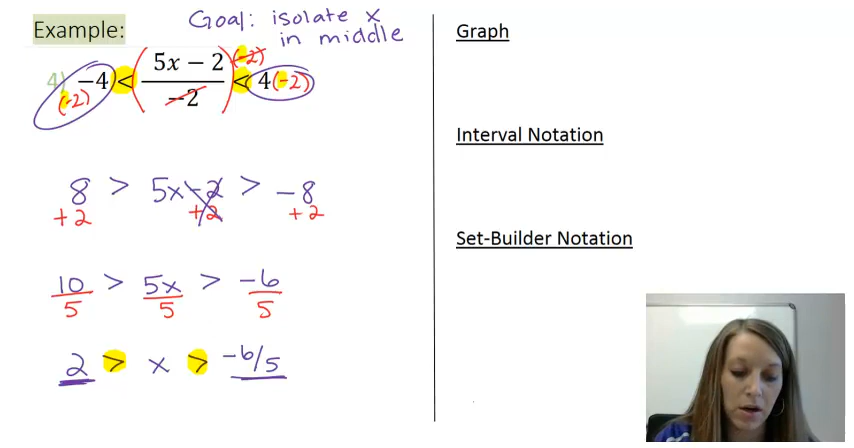 Example:
Goal: isolate x
in middle
4) -4 < (5x − 2)/(−2) < 4(-2)
(-2) (-2)
8 > 5x-2 > -8
+2 +2 +2
10/5 > 5x/5 > -6/5
2 > x > -6/5
Graph
Interval Notation
Set-Builder Notation